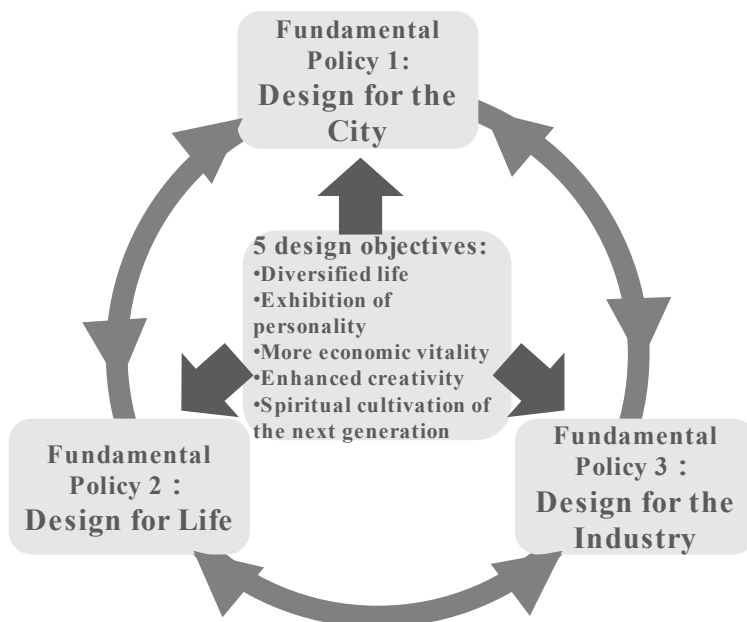 Fundamental
Policy 1:
Design for the
City
5 design objectives:
•Diversified life
•Exhibition of
personality
•More economic vitality
•Enhanced creativity
•Spiritual cultivation of
the next generation
Fundamental
Policy 2：
Design for Life
Fundamental
Policy 3：
Design for the
Industry